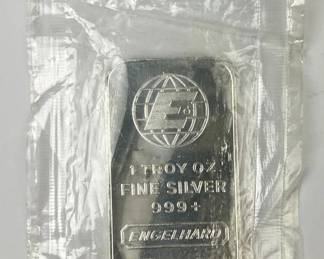 E
1 TROY OZ
FINE SILVER
999+
ENGELHARD